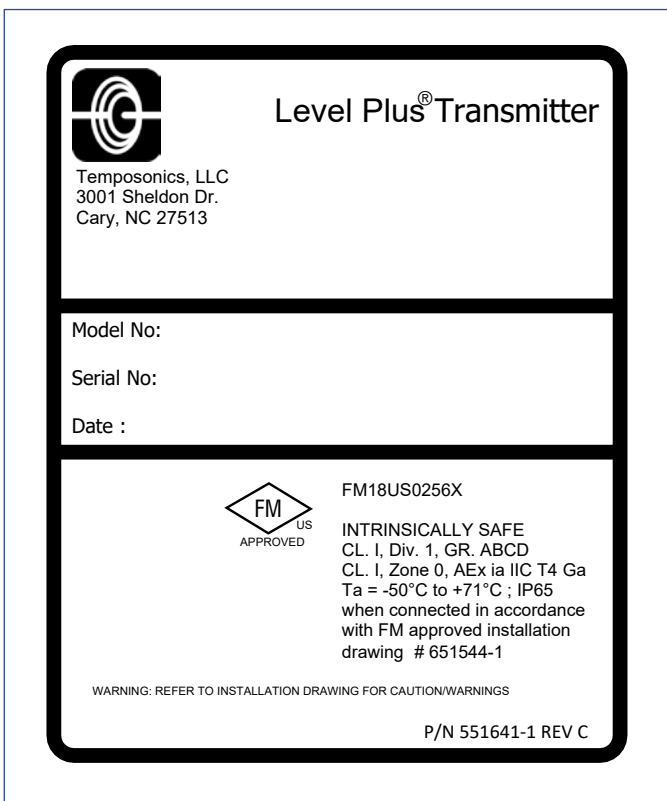 Level Plus® Transmitter
Temposonics, LLC
3001 Sheldon Dr.
Cary, NC 27513
Model No:
Serial No:
Date :
FM
US
APPROVED
FM18US0256X
INTRINSICALLY SAFE
CL. I, Div. 1, GR. ABCD
CL. I, Zone 0, AEx ia IIC T4 Ga
Ta = -50°C to +71°C ; IP65
when connected in accordance
with FM approved installation
drawing # 651544-1
WARNING: REFER TO INSTALLATION DRAWING FOR CAUTION/WARNINGS
P/N 551641-1 REV C